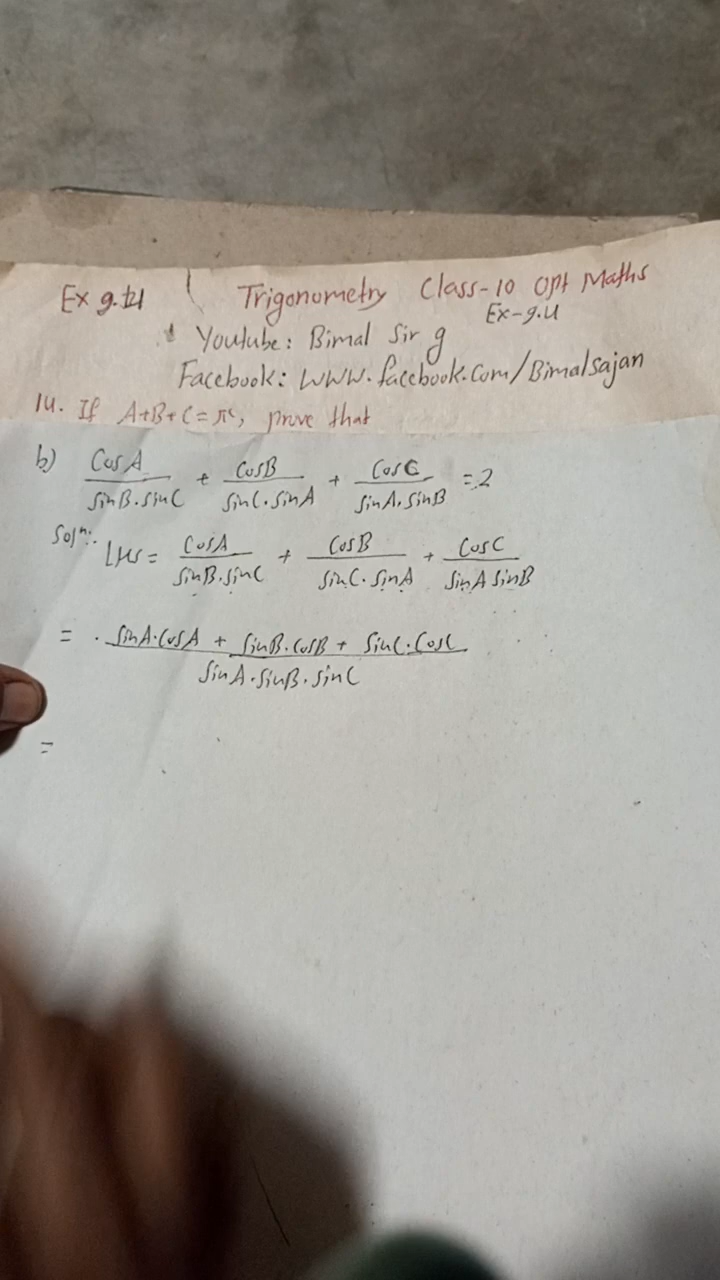 Ex 9.4 Trigonometry Class-10 Opt Maths
Ex-9.4
Youtube: Bimal Sir g
Facebook: WWW.facebook.Com/Bimalsajan
14. If A+B+C=πᶜ, prove that
b) CosA/SinB.SinC + CosB/SinC.SinA + CosC/SinA.SinB = 2
Solⁿ:. LHS = CosA/SinB.SinC + CosB/SinC.SinA + CosC/SinA SinB
= SinA.CosA + SinB.CosB + SinC.CosC/SinA.SinB.SinC
=